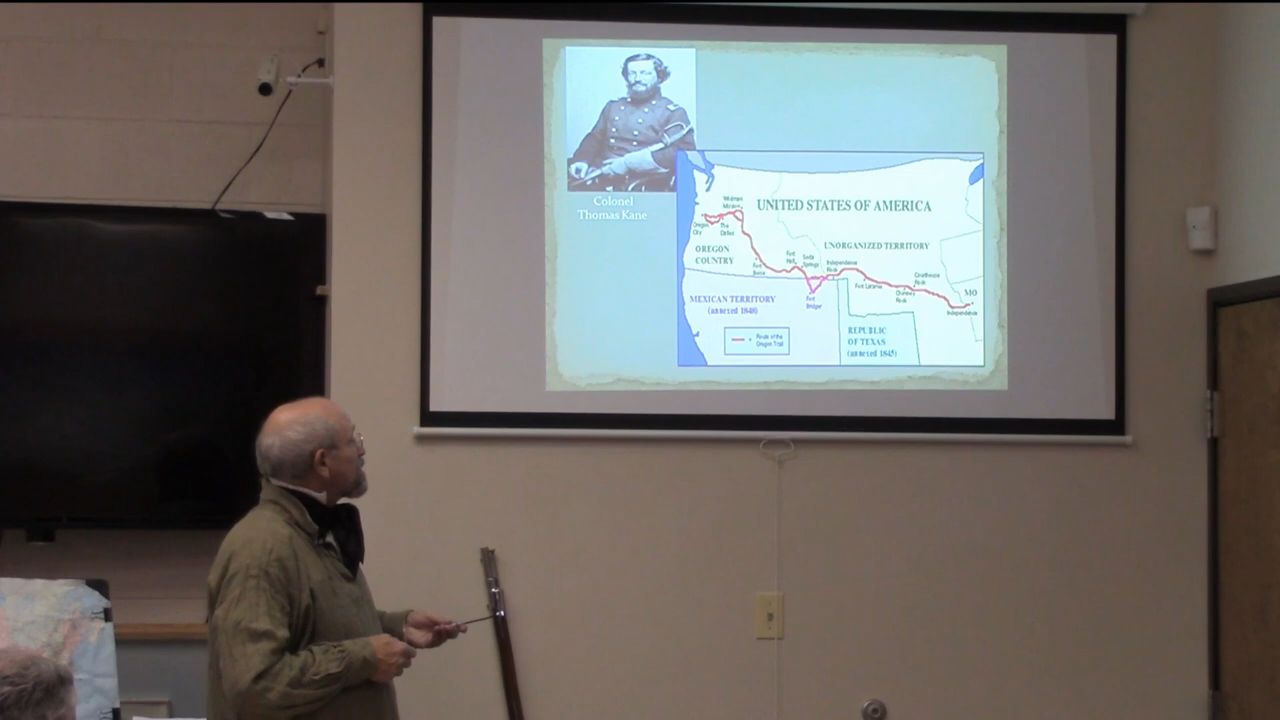 Colonel
Thomas Kane
UNITED STATES OF AMERICA
Oregon
City
The
Dalles
OREGON
COUNTRY
UNORGANIZED TERRITORY
Fort
Boise
Fort
Hall
Soda
Springs
Independence
Rock
Fort
Bridger
Fort Laramie
Chimney
Rock
Courthouse
Rock
MO
Independence
MEXICAN TERRITORY
(annexed 1848)
Route of the
Oregon Trail
REPUBLIC
OF TEXAS
(annexed 1845)